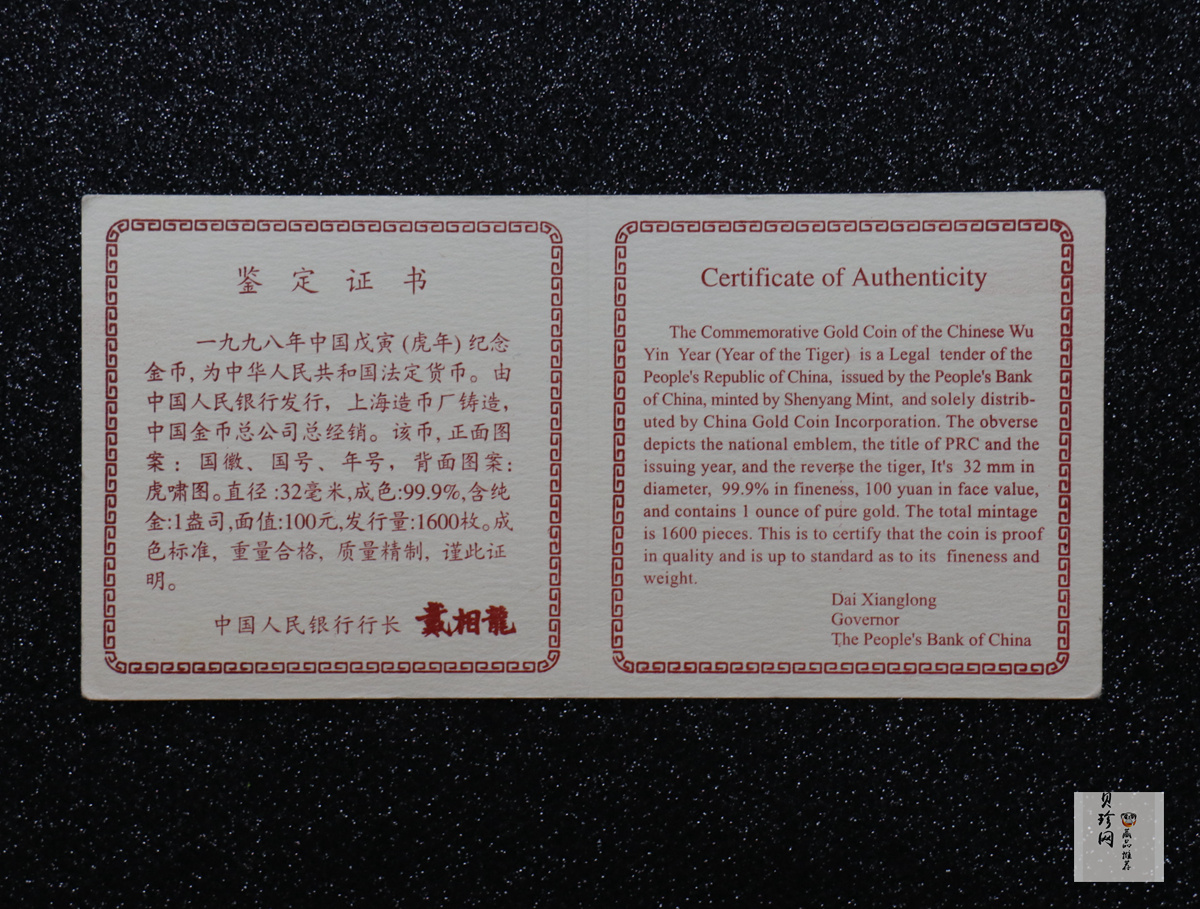 鉴定证书
一九九八年中国戊寅(虎年)纪念
金币,为中华人民共和国法定货币。由
中国人民银行发行,上海造币厂铸造,
中国金币总公司总经销。该币,正面图
案:国徽、国号、年号,背面图案:
虎啸图。直径:32毫米,成色:99.9%,含纯
金:1盎司,面值:100元,发行量:1600枚。成
色标准,重量合格,质量精制,谨此证
明。
中国人民银行行长 戴相龍
Certificate of Authenticity
The Commemorative Gold Coin of the Chinese Wu
Yin Year (Year of the Tiger) is a Legal tender of the
People's Republic of China, issued by the People's Bank
of China, minted by Shenyang Mint, and solely distrib-
uted by China Gold Coin Incorporation. The obverse
depicts the national emblem, the title of PRC and the
issuing year, and the reverse the tiger, It's 32 mm in
diameter, 99.9% in fineness, 100 yuan in face value,
and contains 1 ounce of pure gold. The total mintage
is 1600 pieces. This is to certify that the coin is proof
in quality and is up to standard as to its fineness and
weight.
Dai Xianglong
Governor
The People's Bank of China
贝珍网
藏品推荐